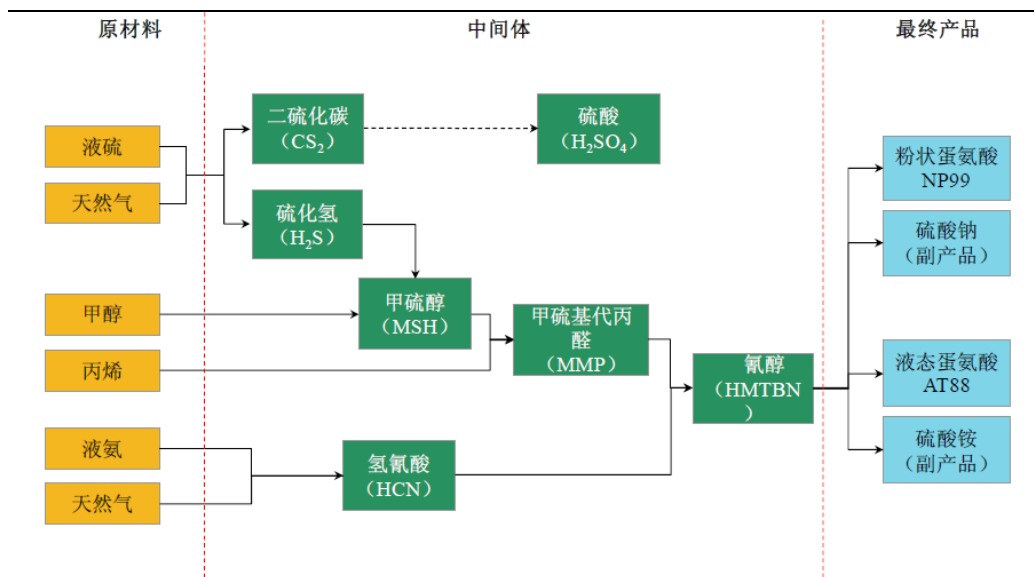 原材料
中间体
最终产品
二硫化碳
（CS₂）
硫酸
（H₂SO₄）
液硫
天然气
硫化氢
（H₂S）
粉状蛋氨酸
NP99
硫酸钠
（副产品）
甲醇
甲硫醇
（MSH）
甲硫基代丙
醛
（MMP）
丙烯
氰醇
（HMTBN
）
液态蛋氨酸
AT88
液氨
天然气
氢氰酸
（HCN）
硫酸铵
（副产品）